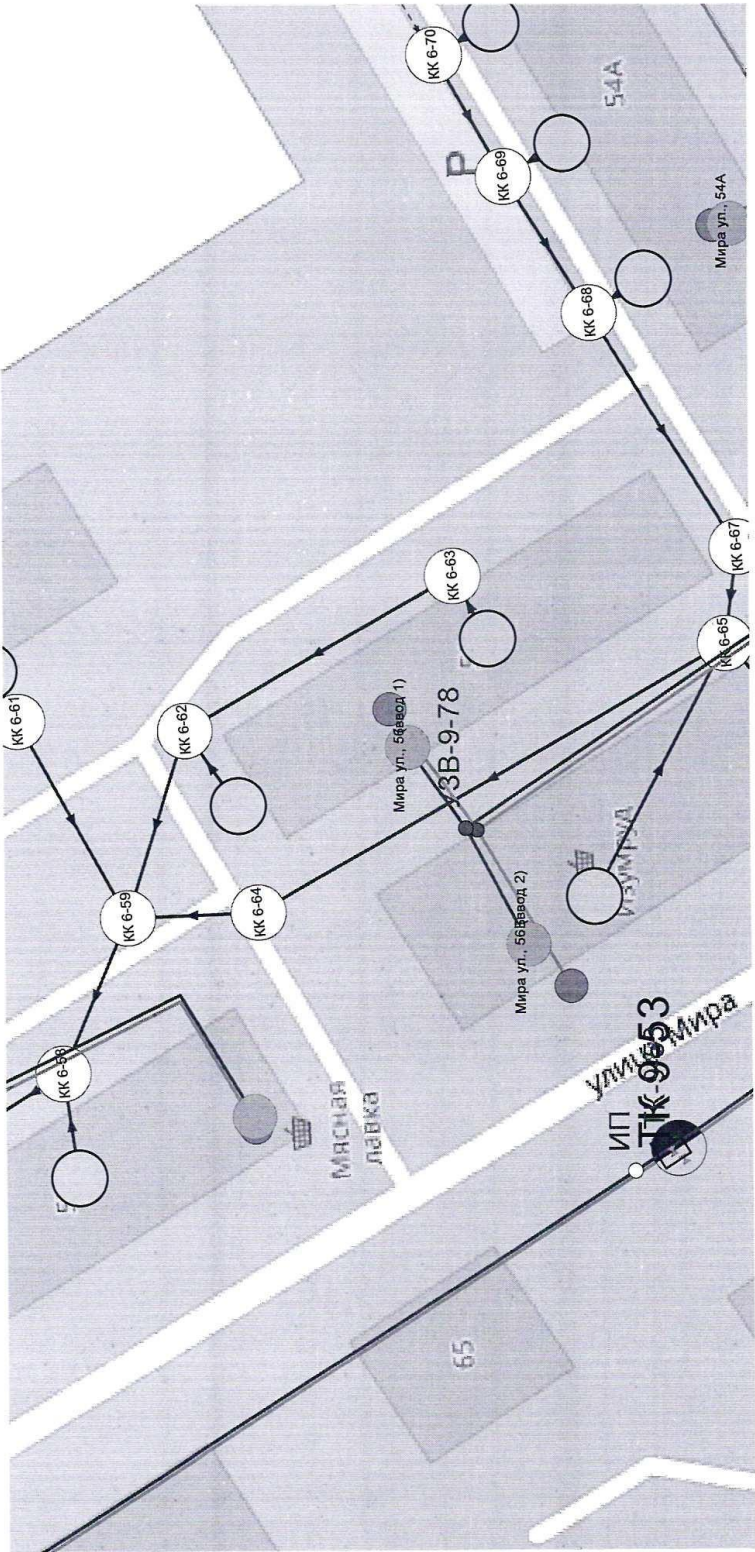 КК 6-70
54А
Р
КК 6-69
Мира ул., 54А
КК 6-68
КК 6-67
КК 6-63
КК 6-65
КК 6-61
КК 6-62
Мира ул., 56
ввод 1)
ЗВ-9-78
Изумруд
КК 6-59
КК 6-64
Мира ул., 56
ввод 2)
КК 6-58
Мясная
лавка
улица Мира
ИП
ТК-9-53
65